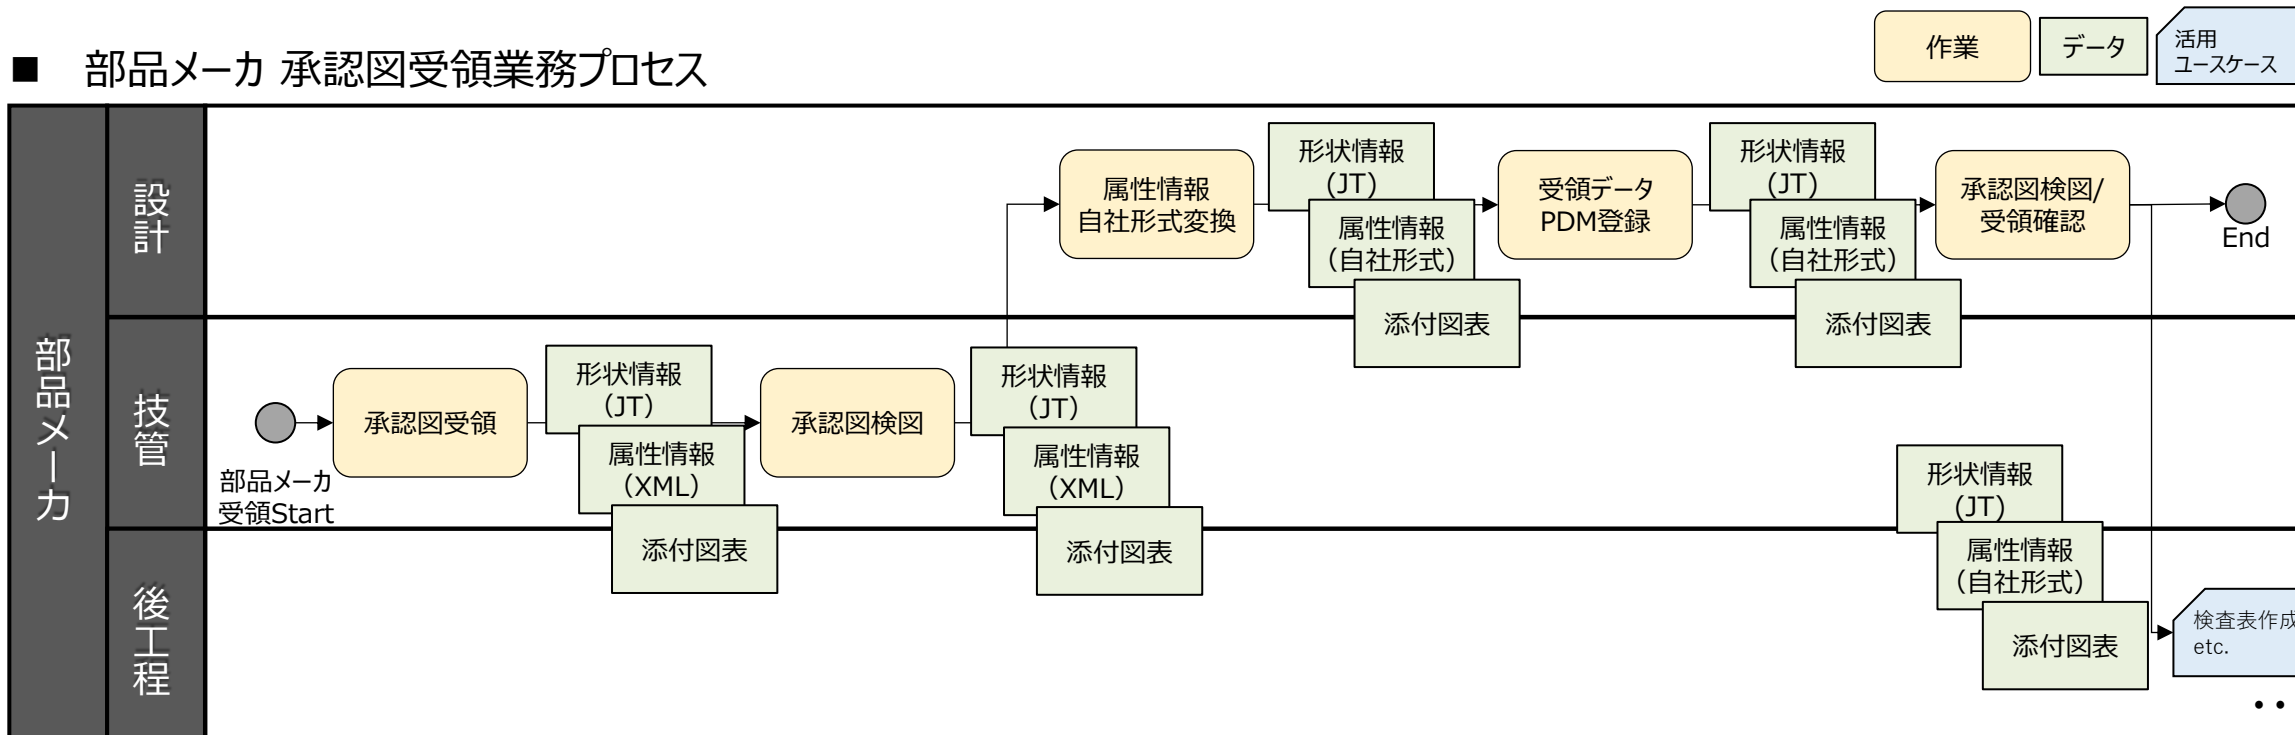 ■ 部品メーカ 承認図受領業務プロセス
作業
データ
活用
ユースケース
部品メーカ
設計
属性情報
自社形式変換
形状情報
(JT)
属性情報
(自社形式)
添付図表
受領データ
PDM登録
形状情報
(JT)
属性情報
(自社形式)
添付図表
承認図検図/
受領確認
End
技管
部品メーカ
受領Start
承認図受領
形状情報
(JT)
属性情報
(XML)
添付図表
承認図検図
形状情報
(JT)
属性情報
(XML)
添付図表
後工程
形状情報
(JT)
属性情報
(自社形式)
添付図表
検査表作成
etc.
・・